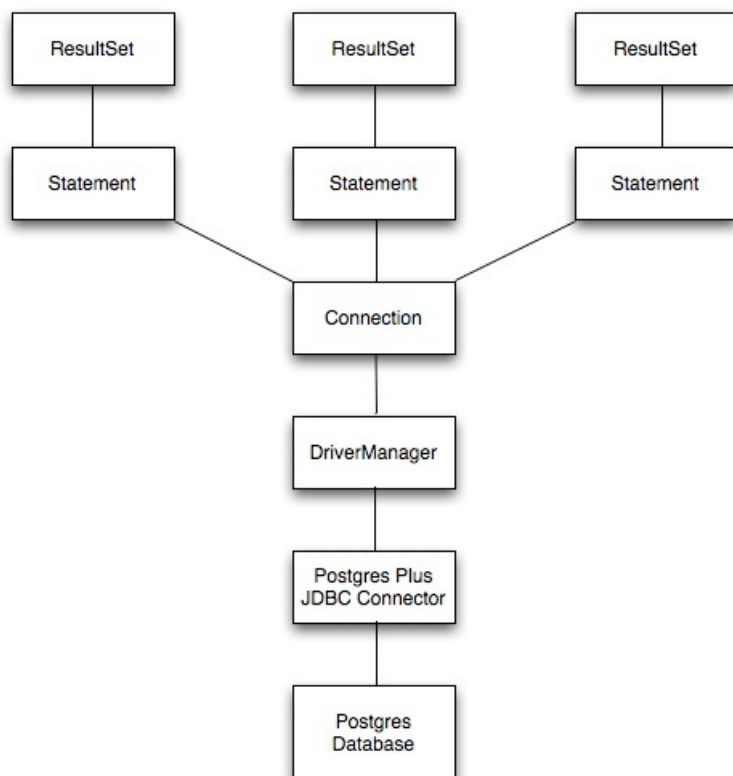 ResultSet
ResultSet
ResultSet
Statement
Statement
Statement
Connection
DriverManager
Postgres Plus
JDBC Connector
Postgres
Database